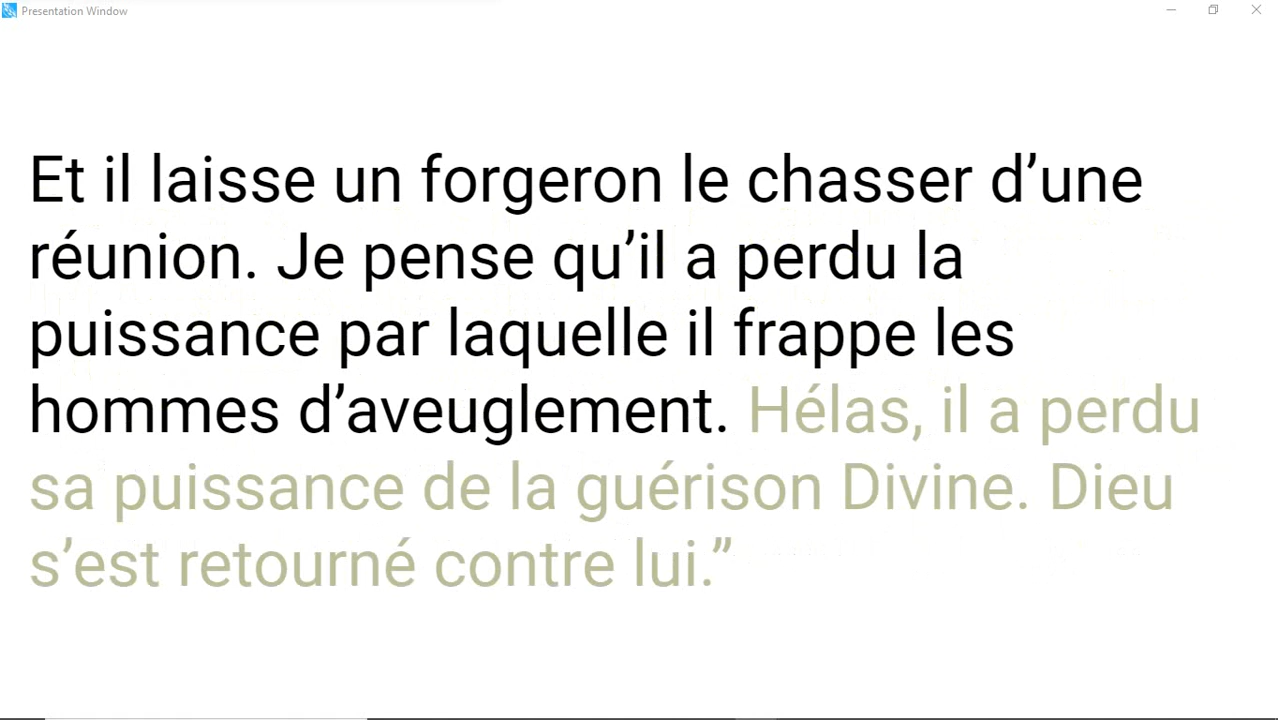 Presentation Window
Et il laisse un forgeron le chasser d’une
réunion. Je pense qu’il a perdu la
puissance par laquelle il frappe les
hommes d’aveuglement. Hélas, il a perdu
sa puissance de la guérison Divine. Dieu
s’est retourné contre lui.”